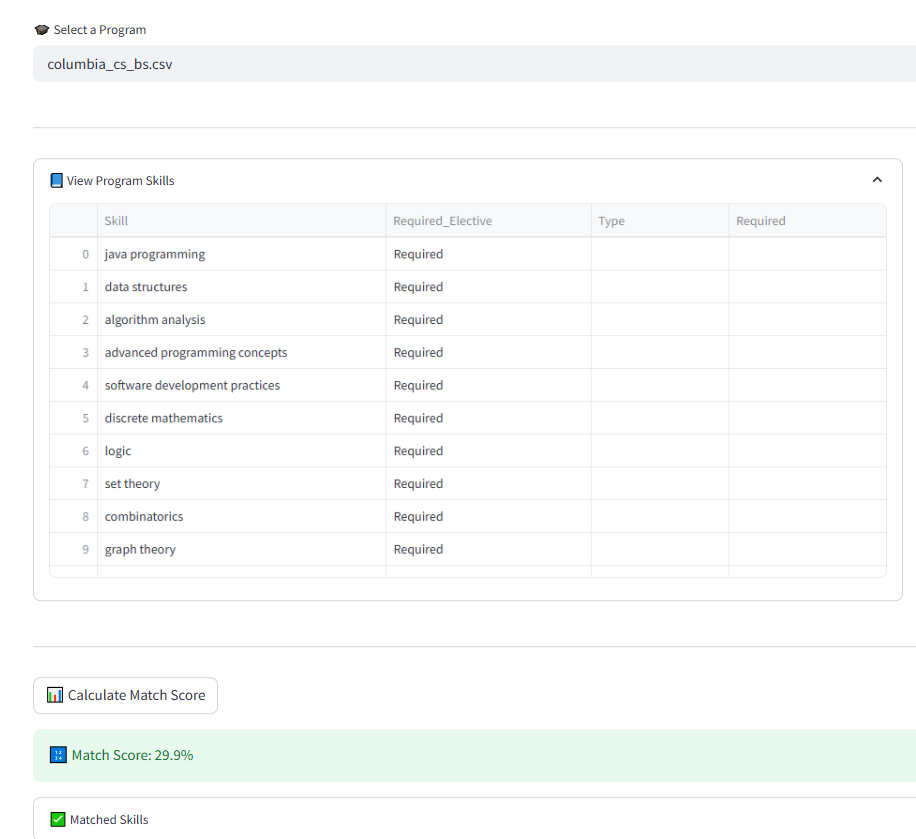 Select a Program
columbia_cs_bs.csv
View Program Skills
Skill Required_Elective Type Required
0 java programming Required
1 data structures Required
2 algorithm analysis Required
3 advanced programming concepts Required
4 software development practices Required
5 discrete mathematics Required
6 logic Required
7 set theory Required
8 combinatorics Required
9 graph theory Required
Calculate Match Score
Match Score: 29.9%
Matched Skills